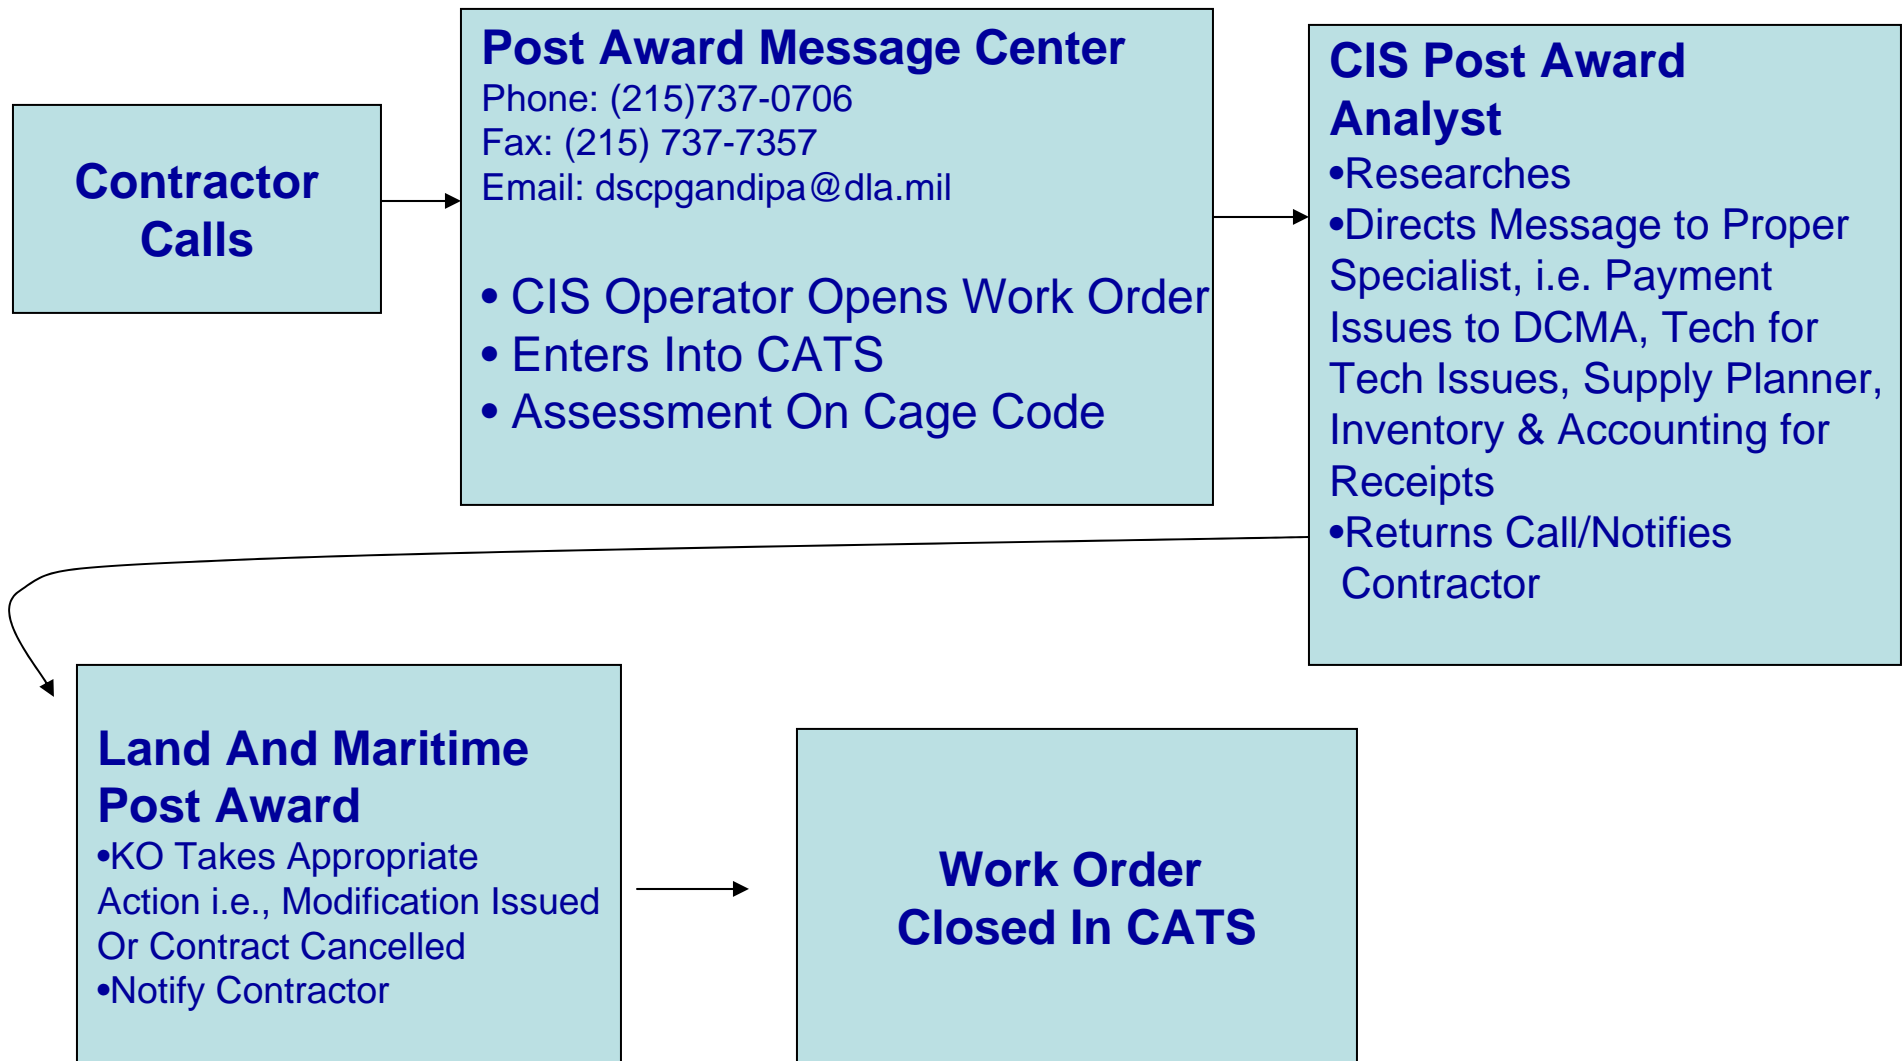 Contractor
Calls
Post Award Message Center
Phone: (215)737-0706
Fax: (215) 737-7357
Email: dscpgandipa@dla.mil
• CIS Operator Opens Work Order
• Enters Into CATS
• Assessment On Cage Code
CIS Post Award
Analyst
•Researches
•Directs Message to Proper
Specialist, i.e. Payment
Issues to DCMA, Tech for
Tech Issues, Supply Planner,
Inventory & Accounting for
Receipts
•Returns Call/Notifies
Contractor
Land And Maritime
Post Award
•KO Takes Appropriate
Action i.e., Modification Issued
Or Contract Cancelled
•Notify Contractor
Work Order
Closed In CATS